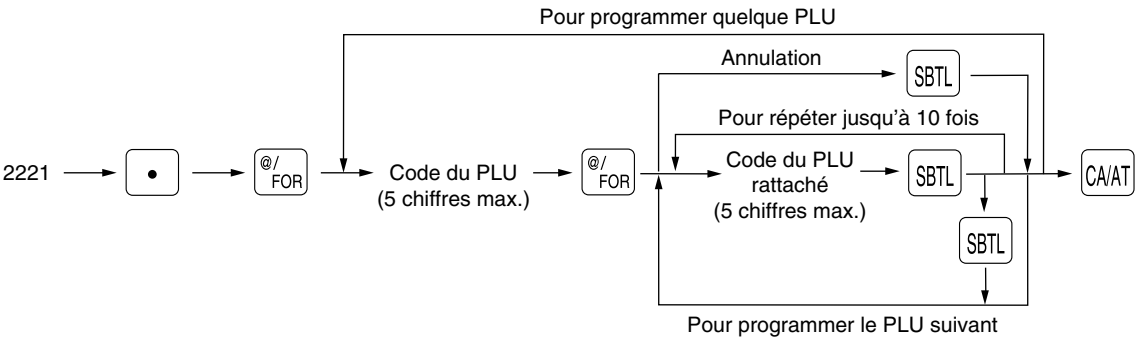 Pour programmer quelque PLU
Annulation
SBTL
Pour répéter jusqu'à 10 fois
2221
•
@/
FOR
Code du PLU
(5 chiffres max.)
@/
FOR
Code du PLU
rattaché
(5 chiffres max.)
SBTL
CA/AT
SBTL
Pour programmer le PLU suivant